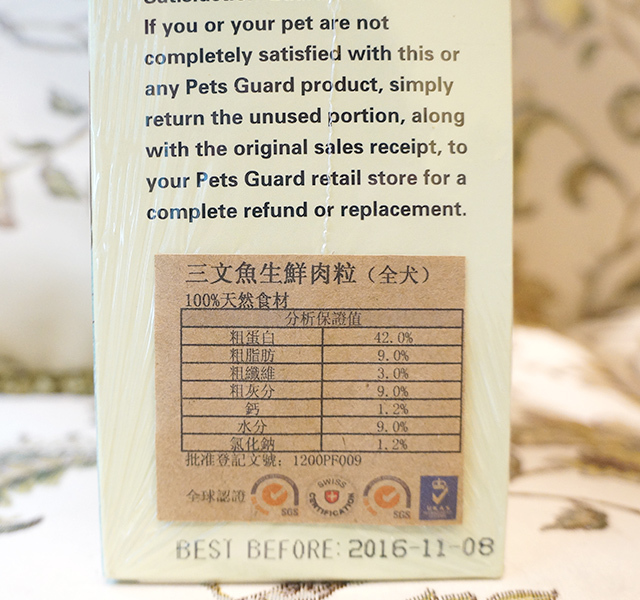 If you or your pet are not
completely satisfied with this or
any Pets Guard product, simply
return the unused portion, along
with the original sales receipt, to
your Pets Guard retail store for a
complete refund or replacement.
三文魚生鮮肉粒（全犬）
100%天然食材
分析保證值
粗蛋白 42.0%
粗脂肪 9.0%
粗纖維 3.0%
粗灰分 9.0%
鈣 1.2%
水分 9.0%
氯化鈉 1.2%
批准登記文號：1200PF009
全球認證 SGS SWISS CERTIFICATION SGS UKAS
BEST BEFORE: 2016-11-08